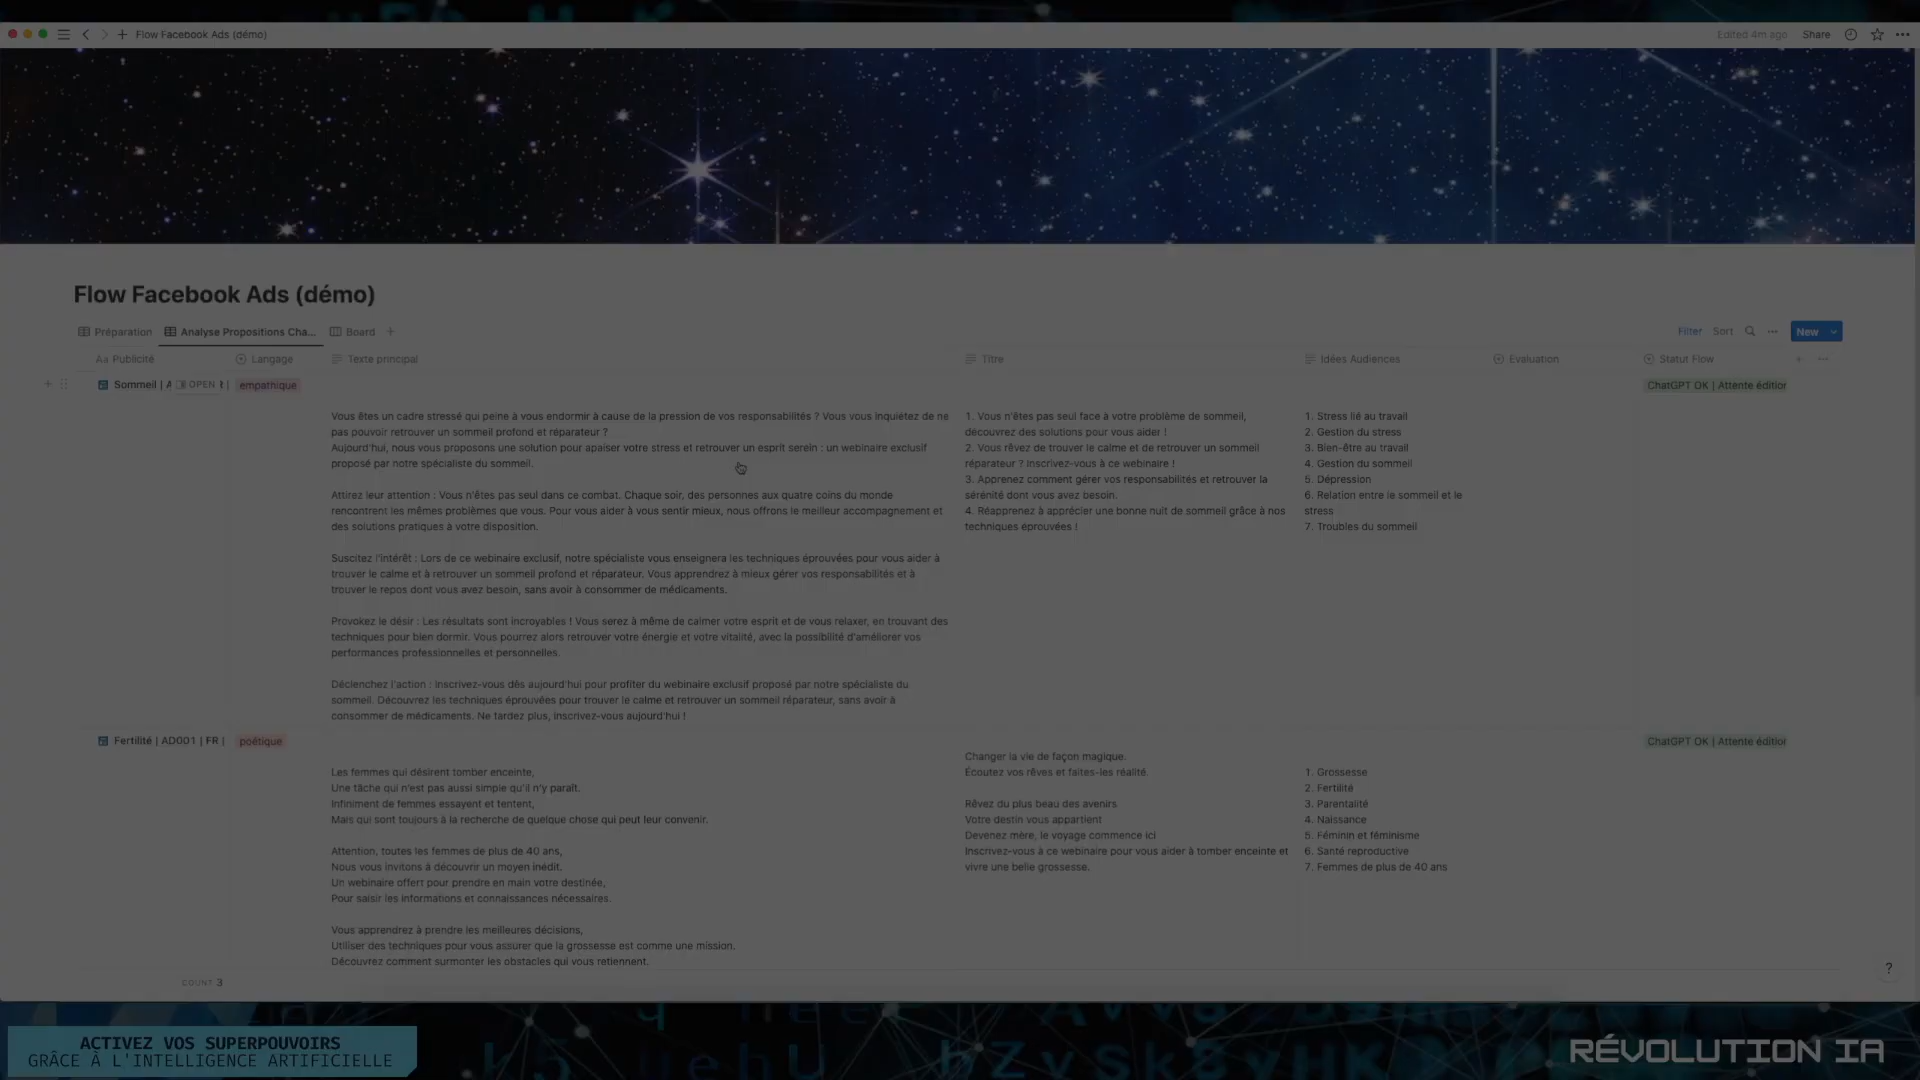 Flow Facebook Ads (démo)
Edited 4m ago
Share
Flow Facebook Ads (démo)
Préparation
Analyse Propositions Cha...
Board
Filter
Sort
New
Aa Publicité
Langage
Texte principal
Titre
Idées Audiences
Evaluation
Statut Flow
Sommeil | A
OPEN
empathique
ChatGPT OK | Attente édition
Vous êtes un cadre stressé qui peine à vous endormir à cause de la pression de vos responsabilités ? Vous vous inquiétez de ne
pas pouvoir retrouver un sommeil profond et réparateur ?
Aujourd'hui, nous vous proposons une solution pour apaiser votre stress et retrouver un esprit serein : un webinaire exclusif
proposé par notre spécialiste du sommeil.
Attirez leur attention : Vous n'êtes pas seul dans ce combat. Chaque soir, des personnes aux quatre coins du monde
rencontrent les mêmes problèmes que vous. Pour vous aider à vous sentir mieux, nous offrons le meilleur accompagnement et
des solutions pratiques à votre disposition.
Suscitez l'intérêt : Lors de ce webinaire exclusif, notre spécialiste vous enseignera les techniques éprouvées pour vous aider à
trouver le calme et à retrouver un sommeil profond et réparateur. Vous apprendrez à mieux gérer vos responsabilités et à
trouver le repos dont vous avez besoin, sans avoir à consommer de médicaments.
Provokez le désir : Les résultats sont incroyables ! Vous serez à même de calmer votre esprit et de vous relaxer, en trouvant des
techniques pour bien dormir. Vous pourrez alors retrouver votre énergie et votre vitalité, avec la possibilité d'améliorer vos
performances professionnelles et personnelles.
Déclenchez l'action : Inscrivez-vous dès aujourd'hui pour profiter du webinaire exclusif proposé par notre spécialiste du
sommeil. Découvrez les techniques éprouvées pour trouver le calme et retrouver un sommeil réparateur, sans avoir à
consommer de médicaments. Ne tardez plus, inscrivez-vous aujourd'hui !
1. Vous n'êtes pas seul face à votre problème de sommeil,
découvrez des solutions pour vous aider !
2. Vous rêvez de trouver le calme et de retrouver un sommeil
réparateur ? Inscrivez-vous à ce webinaire !
3. Apprenez comment gérer vos responsabilités et retrouver la
sérénité dont vous avez besoin.
4. Réapprenez à apprécier une bonne nuit de sommeil grâce à nos
techniques éprouvées !
1. Stress lié au travail
2. Gestion du stress
3. Bien-être au travail
4. Gestion du sommeil
5. Dépression
6. Relation entre le sommeil et le
stress
7. Troubles du sommeil
Fertilité | AD001 | FR |
poétique
ChatGPT OK | Attente édition
Les femmes qui désirent tomber enceinte,
Une tâche qui n'est pas aussi simple qu'il n'y paraît.
Infiniment de femmes essayent et tentent,
Mais qui sont toujours à la recherche de quelque chose qui peut leur convenir.
Attention, toutes les femmes de plus de 40 ans,
Nous vous invitons à découvrir un moyen inédit.
Un webinaire offert pour prendre en main votre destinée,
Pour saisir les informations et connaissances nécessaires.
Vous apprendrez à prendre les meilleures décisions,
Utiliser des techniques pour vous assurer que la grossesse est comme une mission.
Découvrez comment surmonter les obstacles qui vous retiennent.
Changer la vie de façon magique.
Écoutez vos rêves et faites-les réalité.
Rêvez du plus beau des avenirs
Votre destin vous appartient
Devenez mère, le voyage commence ici
Inscrivez-vous à ce webinaire pour vous aider à tomber enceinte et
vivre une belle grossesse.
1. Grossesse
2. Fertilité
3. Parentalité
4. Naissance
5. Féminin et féminisme
6. Santé reproductive
7. Femmes de plus de 40 ans
COUNT 3
?
ACTIVEZ VOS SUPERPOUVOIRS
GRÂCE À L'INTELLIGENCE ARTIFICIELLE
RÉVOLUTION IA